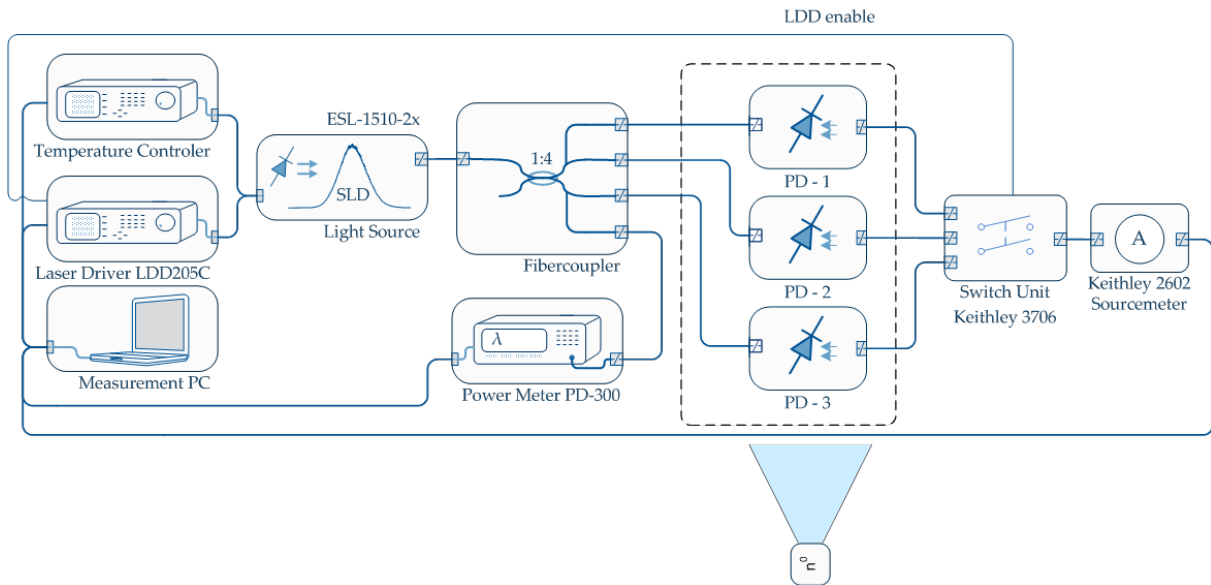 LDD enable
Temperature Controler
ESL-1510-2x
SLD
Light Source
1:4
Fibercoupler
PD - 1
PD - 2
PD - 3
Laser Driver LDD205C
Measurement PC
λ
Power Meter PD-300
Switch Unit
Keithley 3706
A
Keithley 2602
Sourcemeter
n0